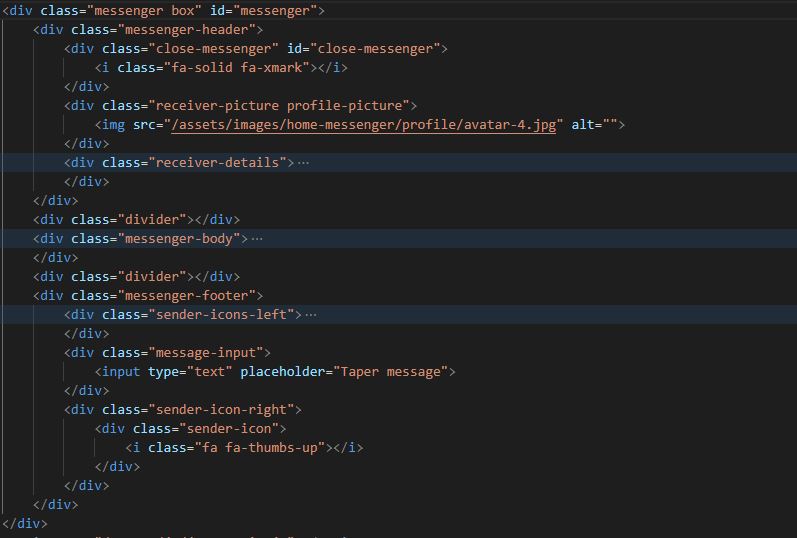 <div class="messenger box" id="messenger">
<div class="messenger-header">
<div class="close-messenger" id="close-messenger">
<i class="fa-solid fa-xmark"></i>
</div>
<div class="receiver-picture profile-picture">
<img src="/assets/images/home-messenger/profile/avatar-4.jpg" alt="">
</div>
<div class="receiver-details">···
</div>
</div>
<div class="divider"></div>
<div class="messenger-body">···
</div>
<div class="divider"></div>
<div class="messenger-footer">
<div class="sender-icons-left">···
</div>
<div class="message-input">
<input type="text" placeholder="Taper message">
</div>
<div class="sender-icon-right">
<div class="sender-icon">
<i class="fa fa-thumbs-up"></i>
</div>
</div>
</div>
</div>